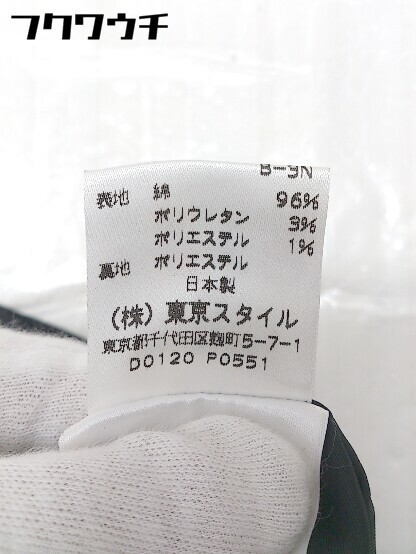 フクワウチ
B-9N
表地 綿 96%
ポリウレタン 3%
ポリエステル 1%
裏地 ポリエステル
日本製
(株)東京スタイル
東京都千代田区麹町5-7-1
D0120 P0551